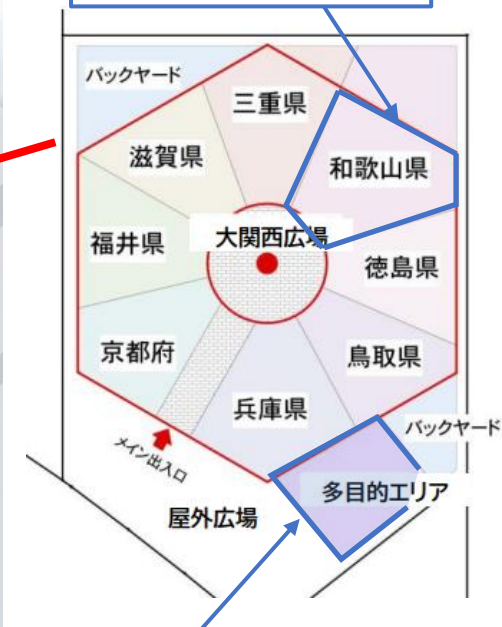 バックヤード
三重県
滋賀県
和歌山県
福井県
大関西広場
徳島県
京都府
鳥取県
兵庫県
バックヤード
メイン出入口
多目的エリア
屋外広場